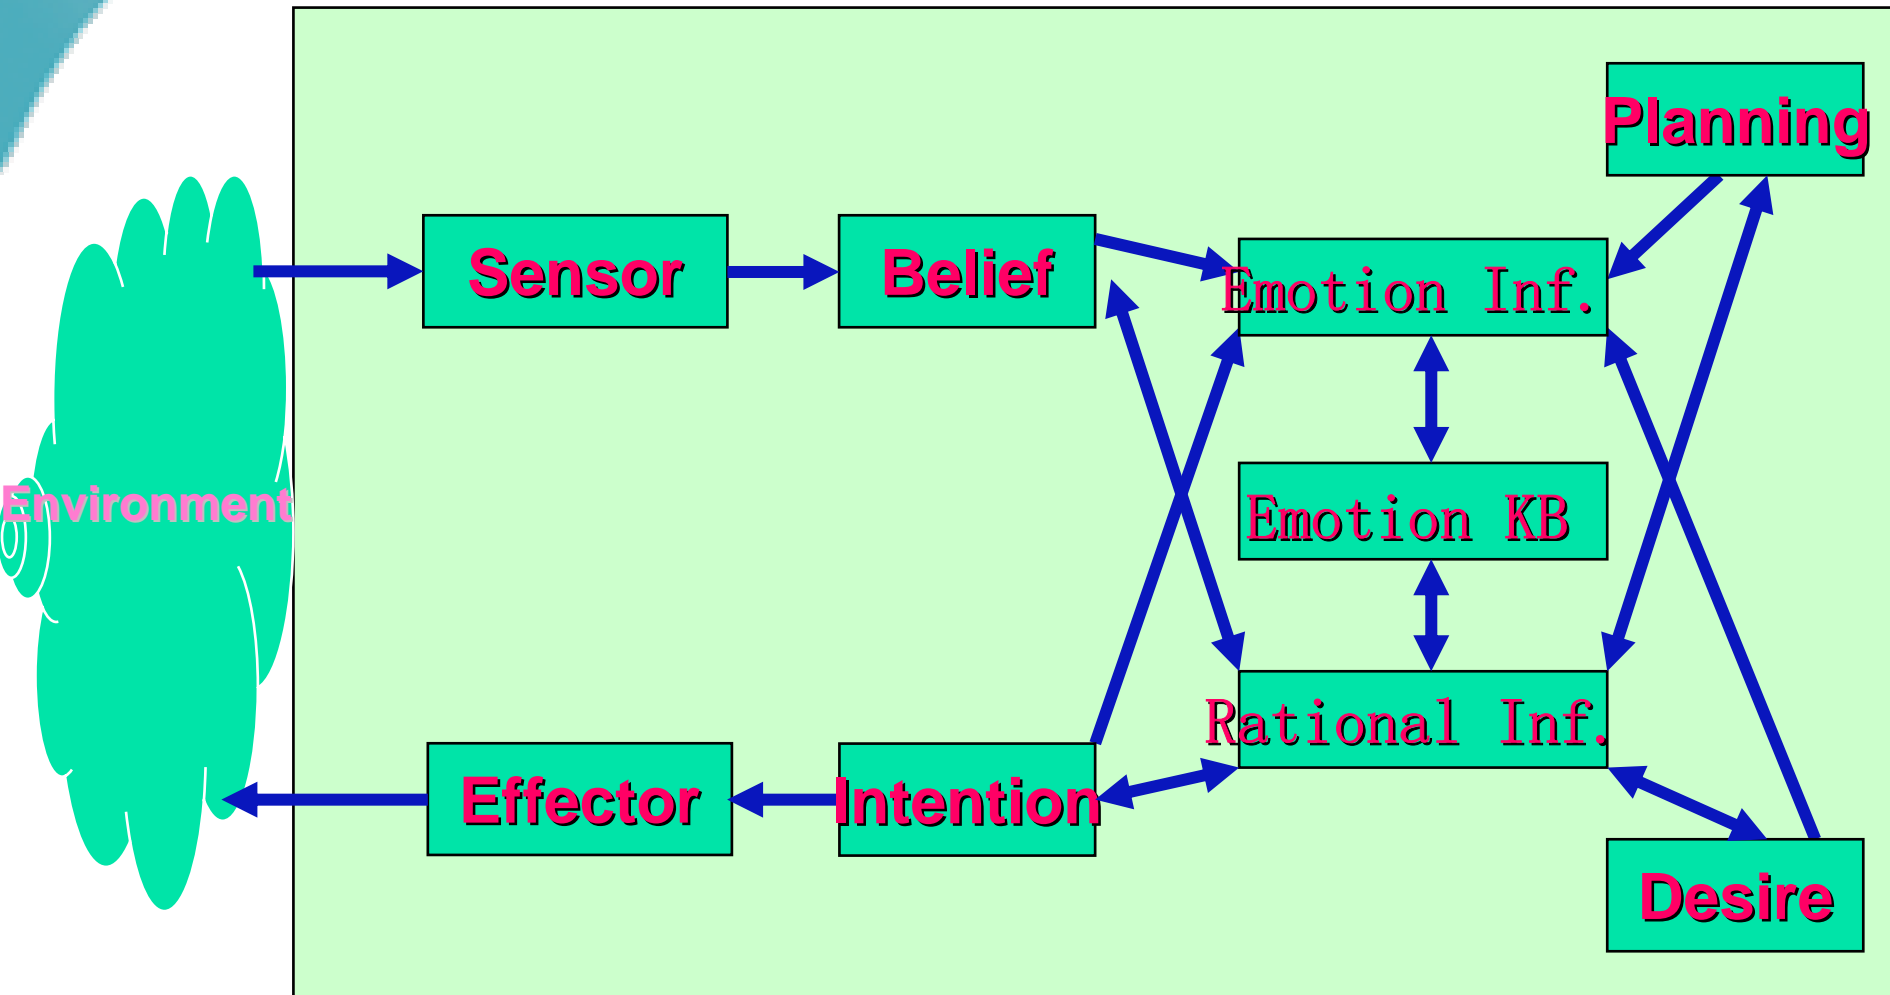 Planning
Sensor
Belief
Emotion Inf.
Environment
Emotion KB
Rational Inf.
Effector
Intention
Desire